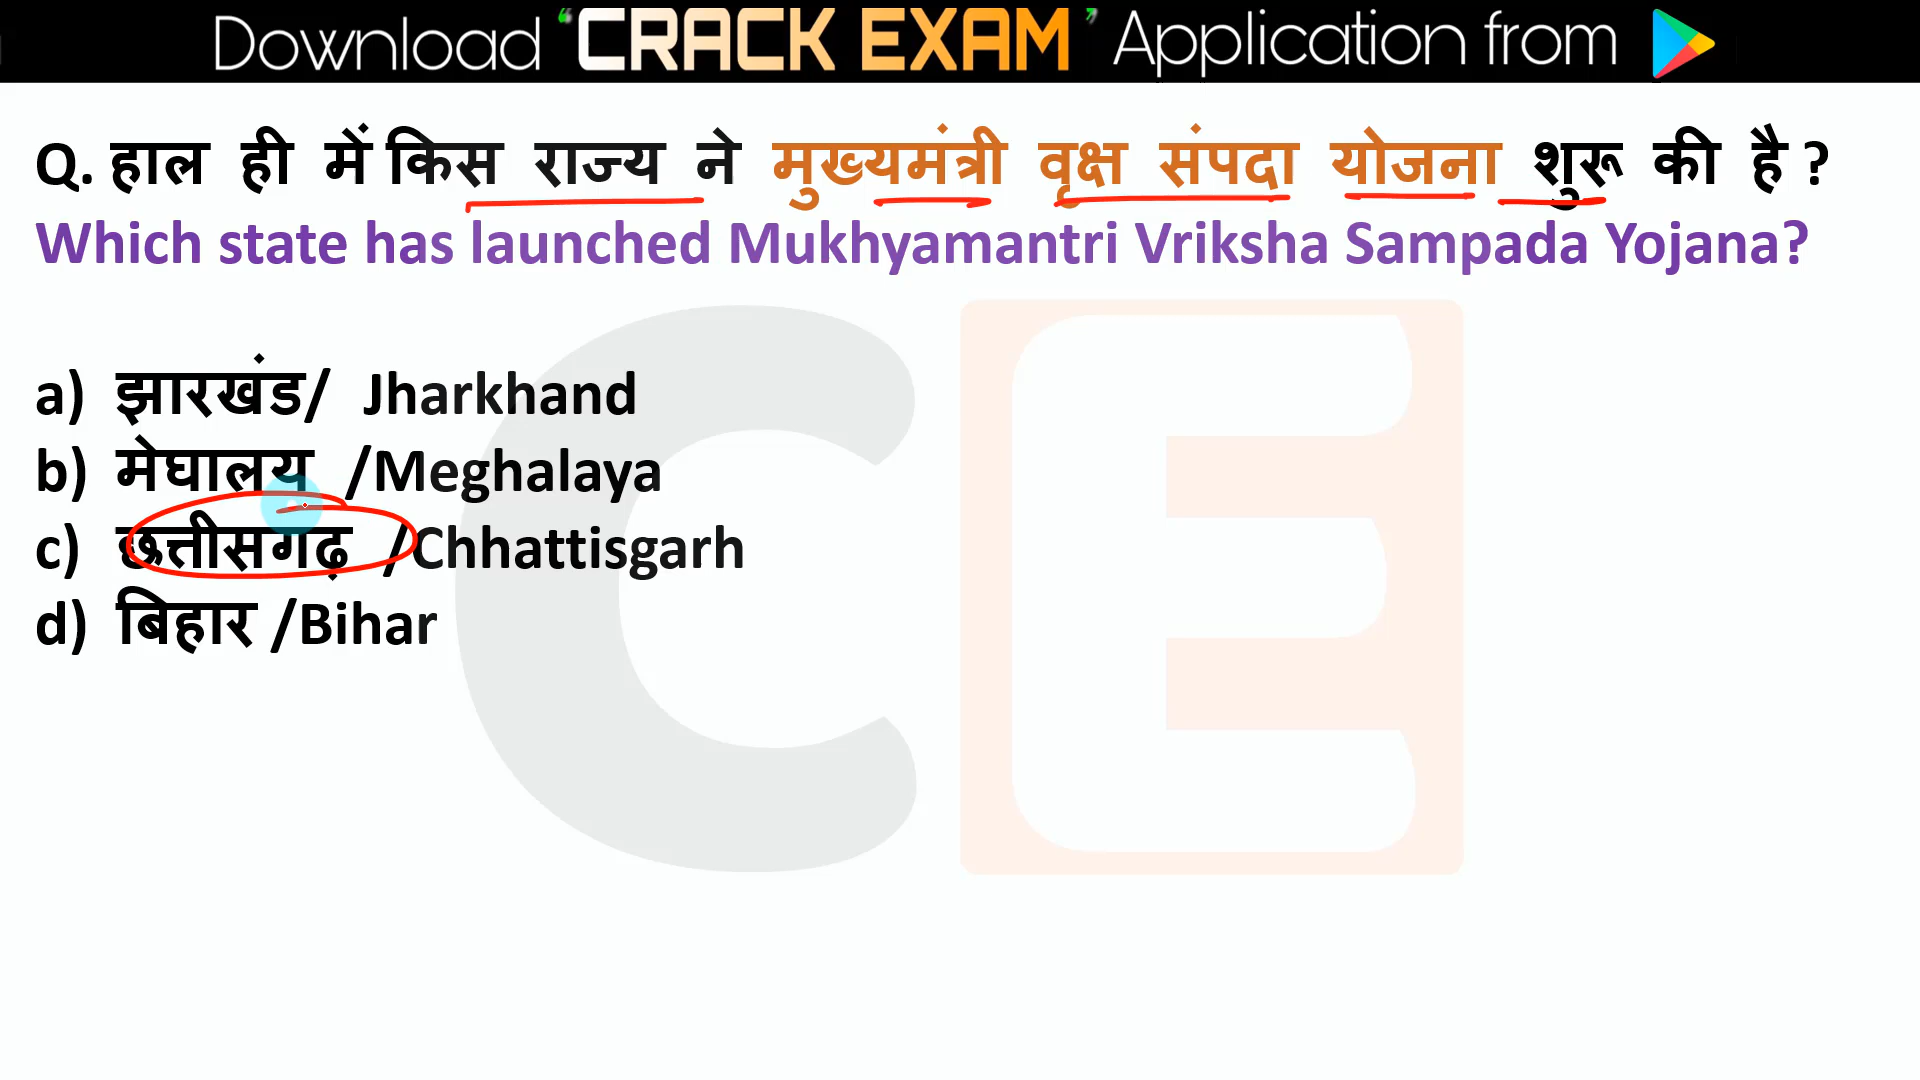 Download ‘CRACK EXAM’ Application from
Q. हाल ही में किस राज्य ने मुख्यमंत्री वृक्ष संपदा योजना शुरू की है ?
Which state has launched Mukhyamantri Vriksha Sampada Yojana?
a) झारखंड/ Jharkhand
b) मेघालय /Meghalaya
c) छत्तीसगढ़ /Chhattisgarh
d) बिहार /Bihar
CE